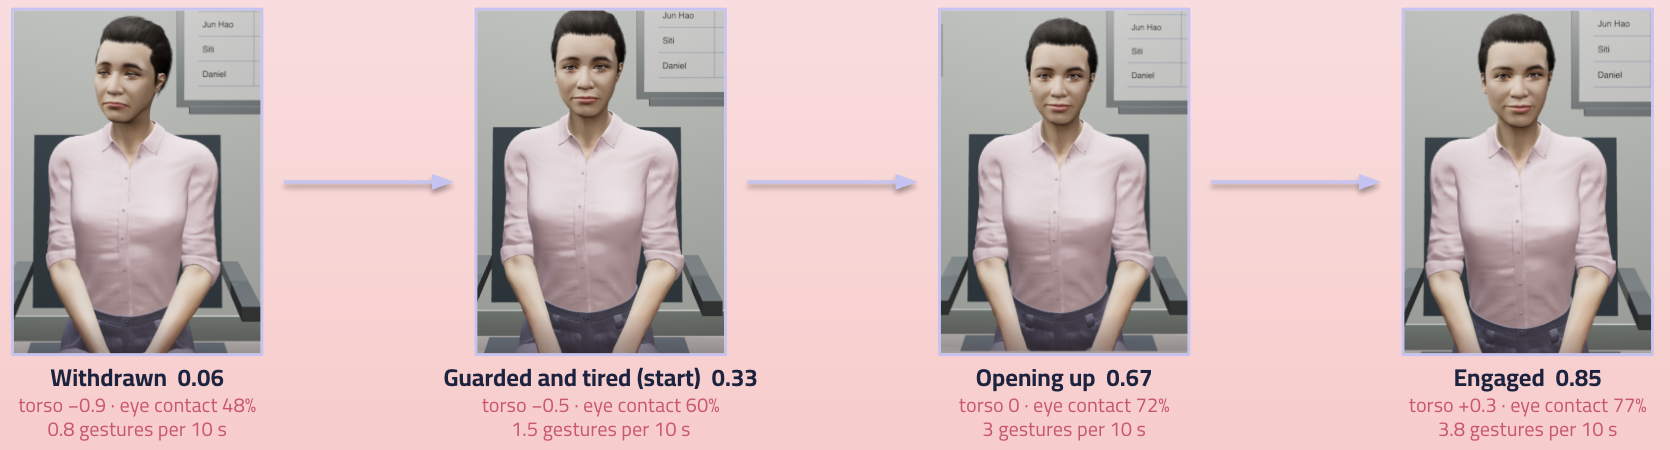 Jun Hao
Siti
Daniel
Jun Hao
Siti
Daniel
Jun Hao
Siti
Daniel
Jun Hao
Siti
Daniel
Withdrawn 0.06
torso −0.9 · eye contact 48%
0.8 gestures per 10 s
Guarded and tired (start) 0.33
torso −0.5 · eye contact 60%
1.5 gestures per 10 s
Opening up 0.67
torso 0 · eye contact 72%
3 gestures per 10 s
Engaged 0.85
torso +0.3 · eye contact 77%
3.8 gestures per 10 s